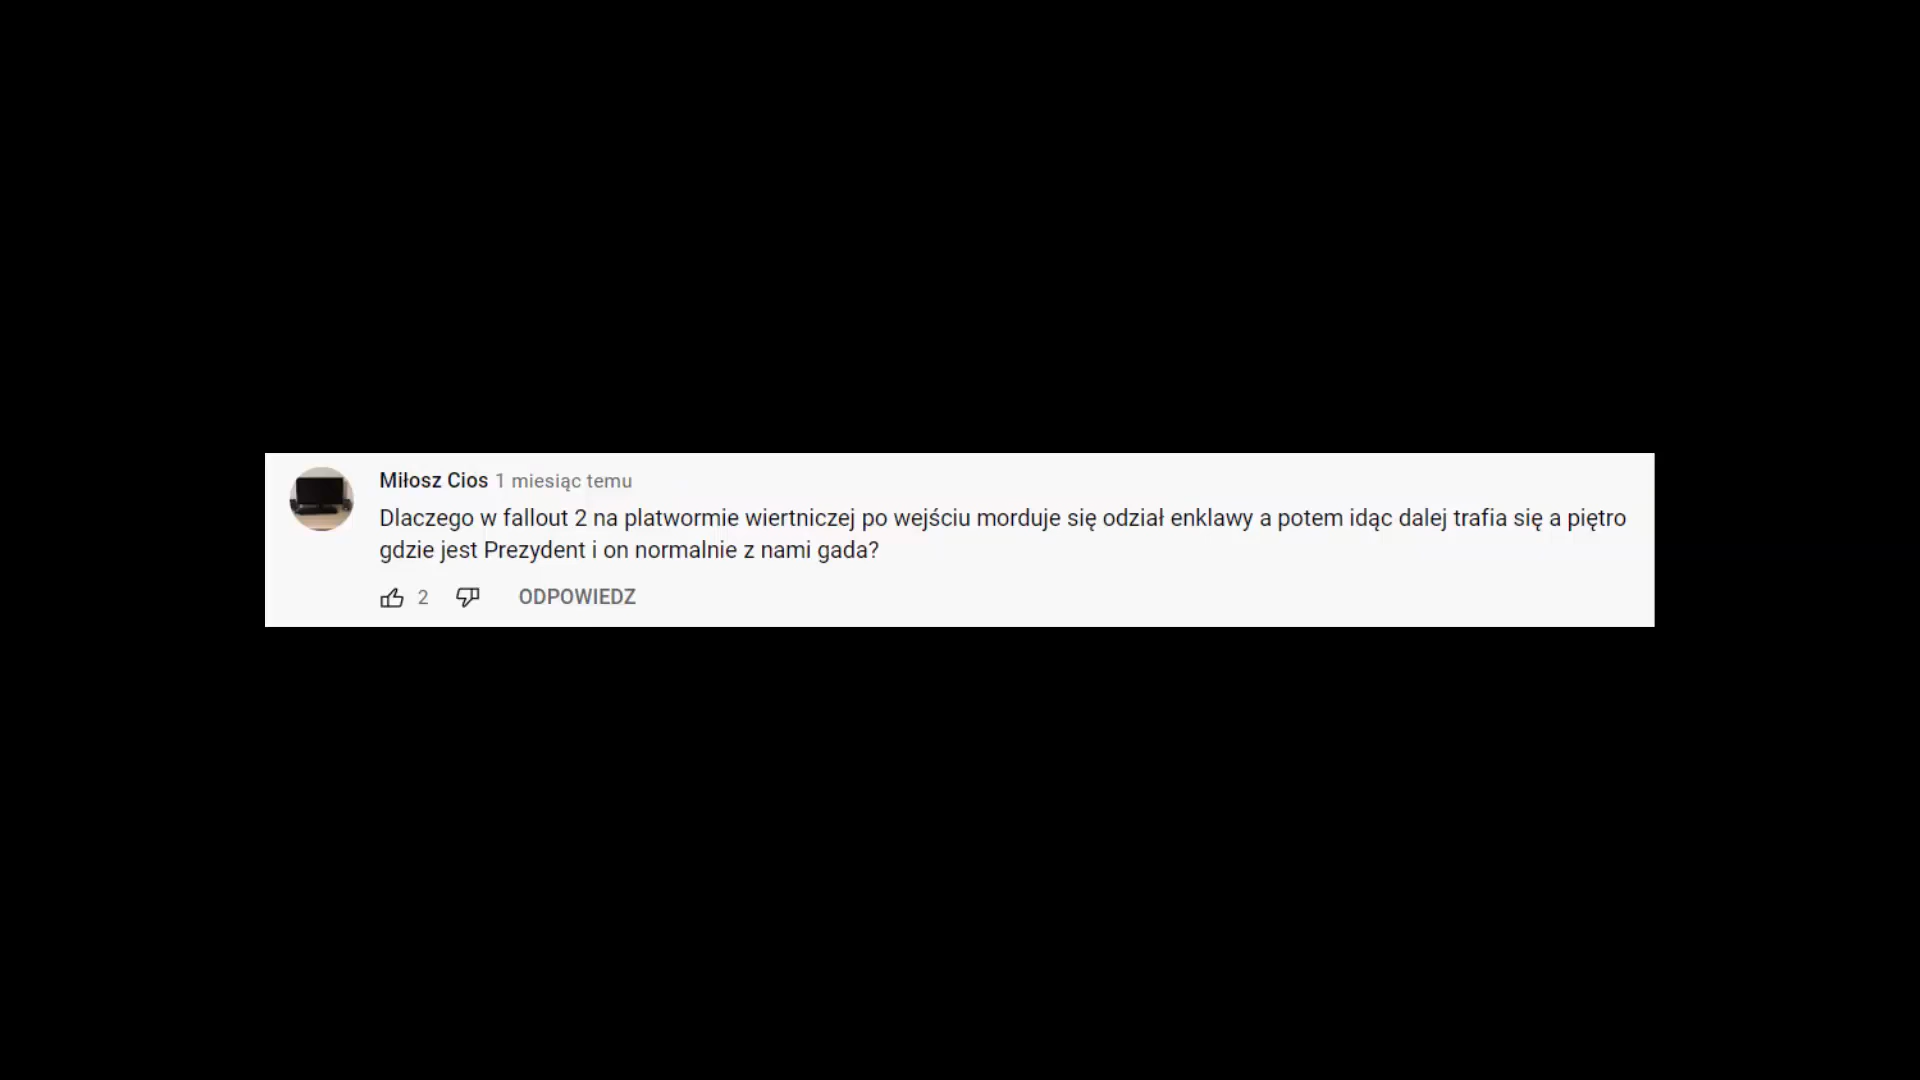 Miłosz Cios 1 miesiąc temu
Dlaczego w fallout 2 na platwormie wiertniczej po wejściu morduje się odział enklawy a potem idąc dalej trafia się a piętro
gdzie jest Prezydent i on normalnie z nami gada?
2 ODPOWIEDZ